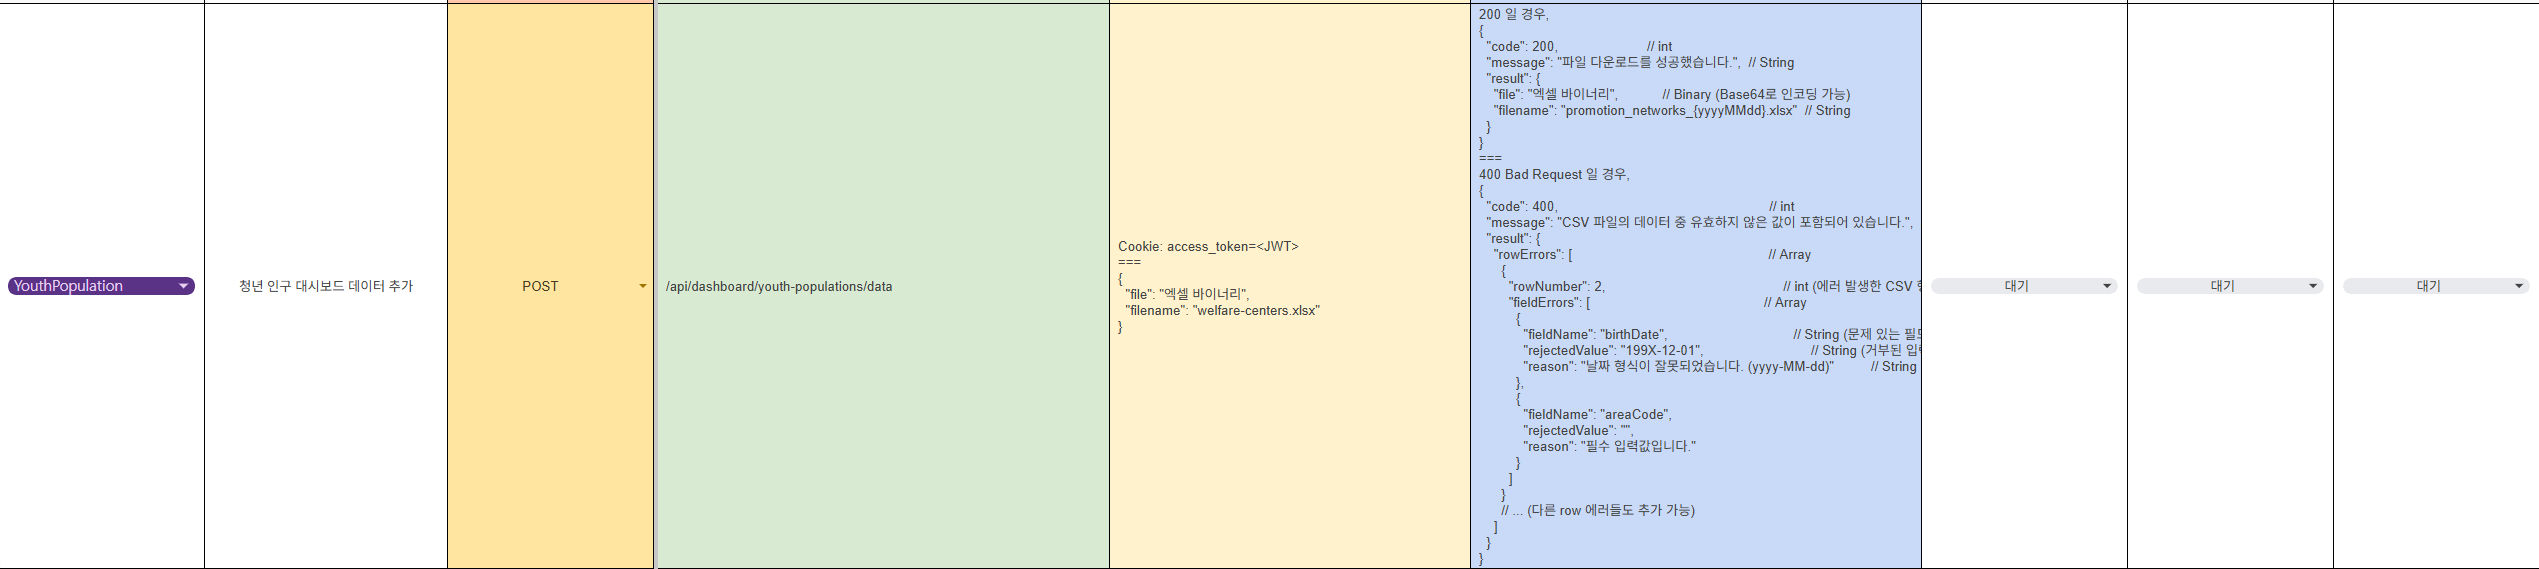 YouthPopulation
청년 인구 대시보드 데이터 추가
POST
/api/dashboard/youth-populations/data
Cookie: access_token=<JWT>
===
{
"file": "엑셀 바이너리",
"filename": "welfare-centers.xlsx"
}
200 일 경우,
{
"code": 200, // int
"message": "파일 다운로드를 성공했습니다.", // String
"result": {
"file": "엑셀 바이너리", // Binary (Base64로 인코딩 가능)
"filename": "promotion_networks_{yyyyMMdd}.xlsx" // String
}
}
===
400 Bad Request 일 경우,
{
"code": 400, // int
"message": "CSV 파일의 데이터 중 유효하지 않은 값이 포함되어 있습니다.",
"result": {
"rowErrors": [ // Array
{
"rowNumber": 2, // int (에러 발생한 CSV
"fieldErrors": [ // Array
{
"fieldName": "birthDate", // String (문제 있는
"rejectedValue": "199X-12-01", // String (거부된
"reason": "날짜 형식이 잘못되었습니다. (yyyy-MM-dd)" // String
},
{
"fieldName": "areaCode",
"rejectedValue": "",
"reason": "필수 입력값입니다."
}
]
}
// ... (다른 row 에러들도 추가 가능)
]
}
}
대기
대기
대기